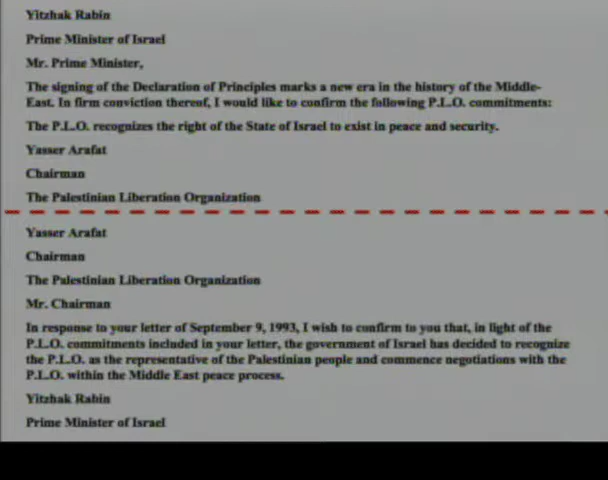 Yitzhak Rabin
Prime Minister of Israel
Mr. Prime Minister,
The signing of the Declaration of Principles marks a new era in the history of the Middle-
East. In firm conviction thereof, I would like to confirm the following P.L.O. commitments:
The P.L.O. recognizes the right of the State of Israel to exist in peace and security.
Yasser Arafat
Chairman
The Palestinian Liberation Organization
Yasser Arafat
Chairman
The Palestinian Liberation Organization
Mr. Chairman
In response to your letter of September 9, 1993, I wish to confirm to you that, in light of the
P.L.O. commitments included in your letter, the government of Israel has decided to recognize
the P.L.O. as the representative of the Palestinian people and commence negotiations with the
P.L.O. within the Middle East peace process.
Yitzhak Rabin
Prime Minister of Israel